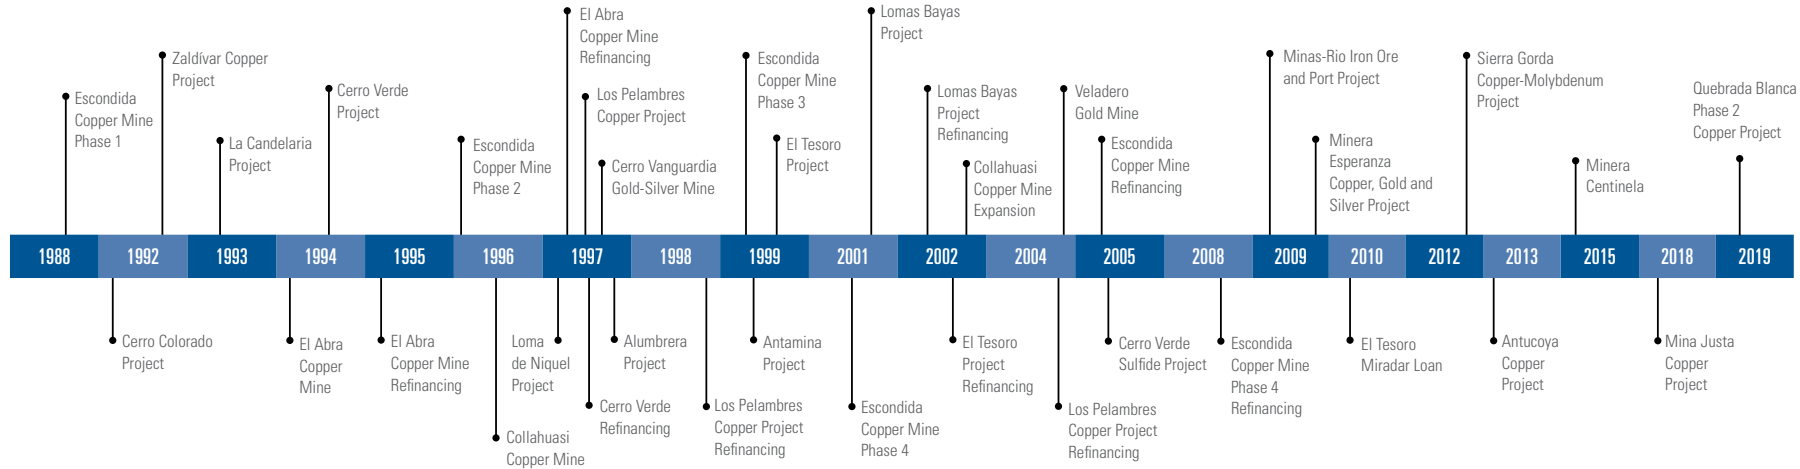 El Abra
Copper Mine
Refinancing
Lomas Bayas
Project
Zaldívar Copper
Project
Escondida
Copper Mine
Phase 3
Minas-Rio Iron Ore
and Port Project
Sierra Gorda
Copper-Molybdenum
Project
Escondida
Copper Mine
Phase 1
Cerro Verde
Project
Los Pelambres
Copper Project
Lomas Bayas
Project
Refinancing
Veladero
Gold Mine
Quebrada Blanca
Phase 2
Copper Project
La Candelaria
Project
Escondida
Copper Mine
Phase 2
Cerro Vanguardia
Gold-Silver Mine
El Tesoro
Project
Collahuasi
Copper Mine
Expansion
Escondida
Copper Mine
Refinancing
Minera
Esperanza
Copper, Gold and
Silver Project
Minera
Centinela
1988 1992 1993 1994 1995 1996 1997 1998 1999 2001 2002 2004 2005 2008 2009 2010 2012 2013 2015 2018 2019
Cerro Colorado
Project
El Abra
Copper
Mine
El Abra
Copper Mine
Refinancing
Collahuasi
Copper Mine
Loma
de Niquel
Project
Cerro Verde
Refinancing
Alumbrera
Project
Los Pelambres
Copper Project
Refinancing
Antamina
Project
Escondida
Copper Mine
Phase 4
El Tesoro
Project
Refinancing
Los Pelambres
Copper Project
Refinancing
Cerro Verde
Sulfide Project
Escondida
Copper Mine
Phase 4
Refinancing
El Tesoro
Miradar Loan
Antucoya
Copper
Project
Mina Justa
Copper
Project